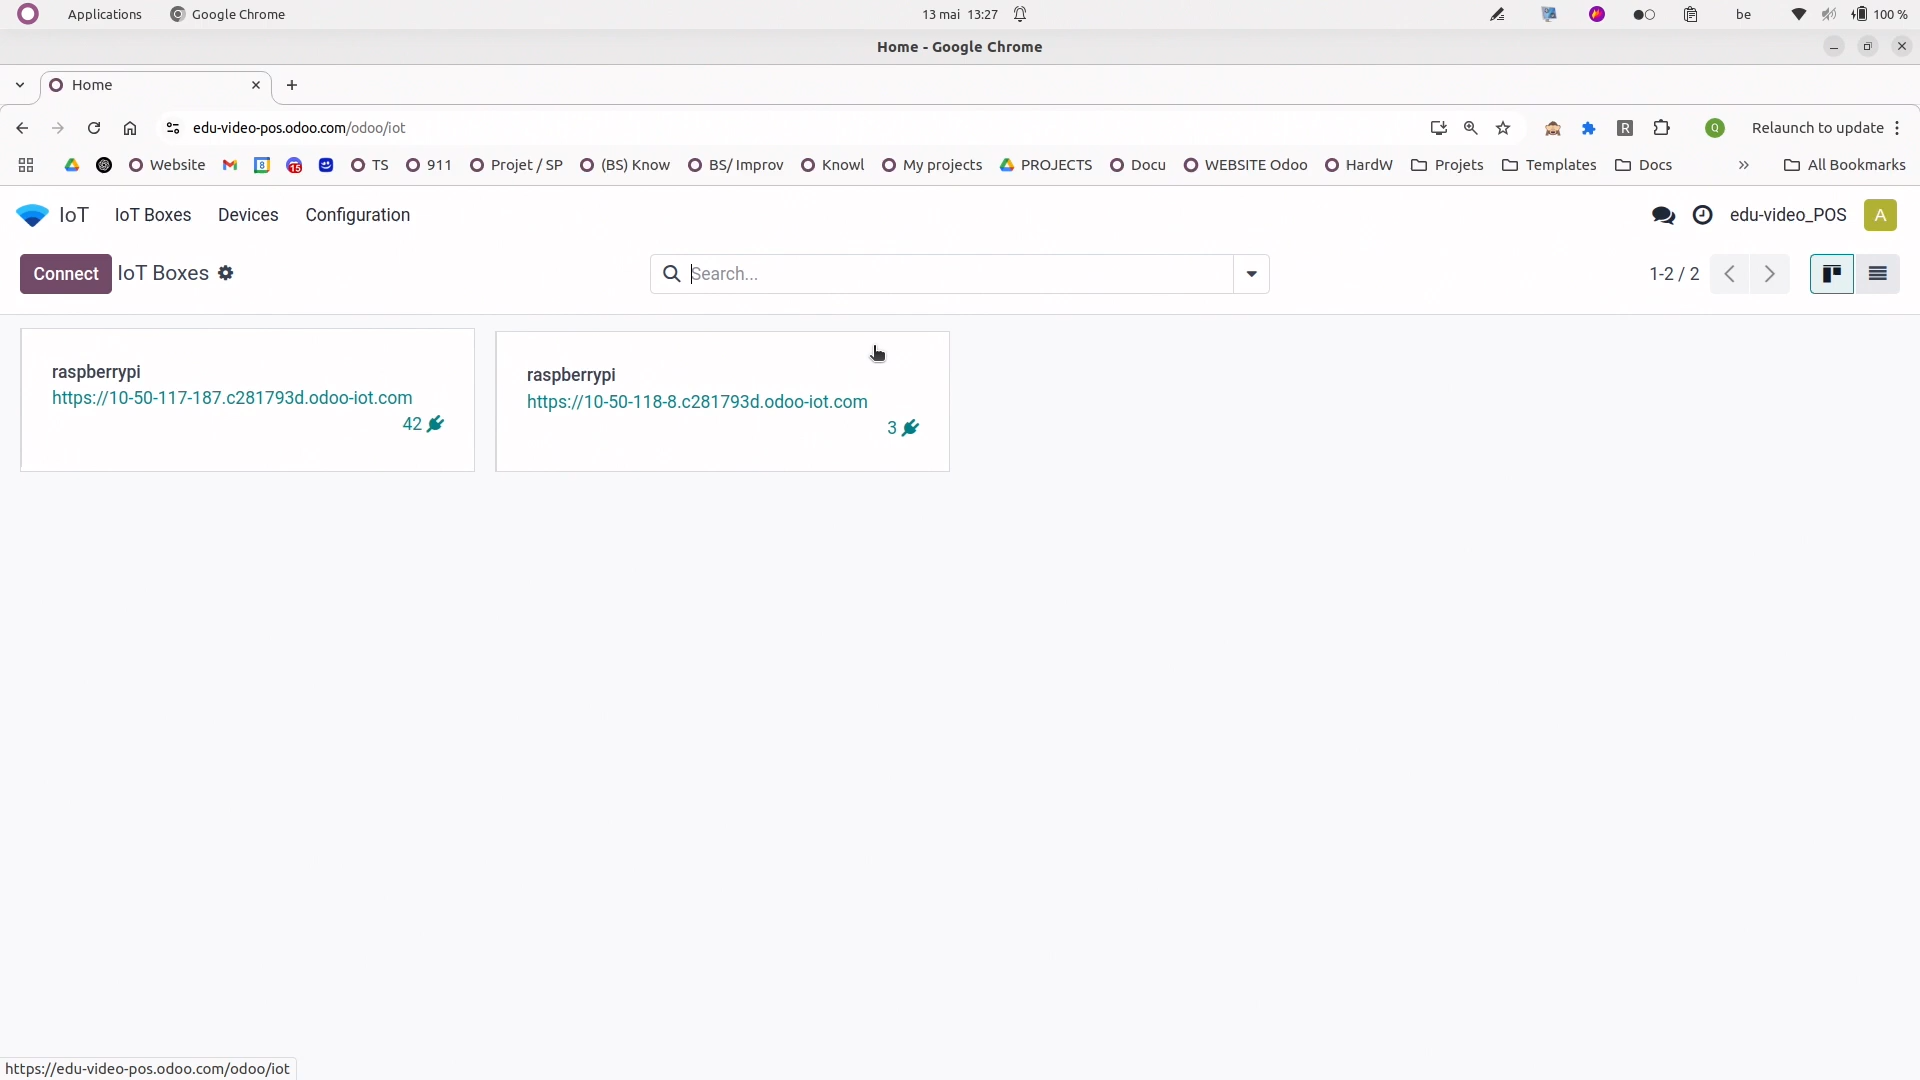 Applications Google Chrome 13 mai 13:27 be 100 %
Home - Google Chrome
Home
edu-video-pos.odoo.com/odoo/iot Relaunch to update
Website 8 15 TS 911 Projet / SP (BS) Know BS/ Improv Knowl My projects PROJECTS Docu WEBSITE Odoo HardW Projets Templates Docs All Bookmarks
IoT IoT Boxes Devices Configuration edu-video_POS A
Connect IoT Boxes Search... 1-2 / 2
raspberrypi
https://10-50-117-187.c281793d.odoo-iot.com
42
raspberrypi
https://10-50-118-8.c281793d.odoo-iot.com
3
https://edu-video-pos.odoo.com/odoo/iot